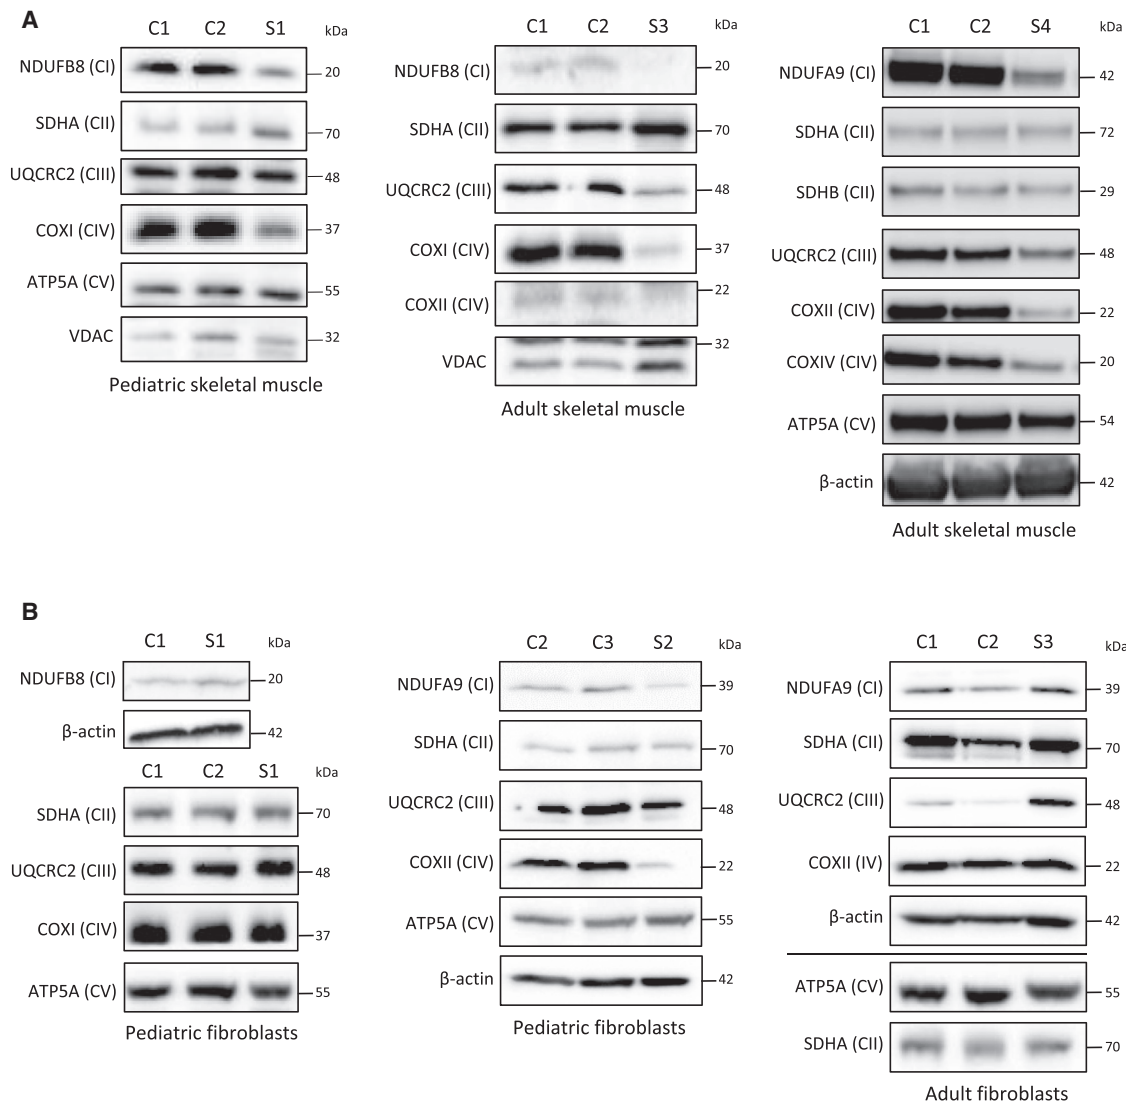 A
C1 C2 S1 kDa
NDUFB8 (CI) 20
SDHA (CII) 70
UQCRC2 (CIII) 48
COXI (CIV) 37
ATP5A (CV) 55
VDAC 32
Pediatric skeletal muscle
C1 C2 S3 kDa
NDUFB8 (CI) 20
SDHA (CII) 70
UQCRC2 (CIII) 48
COXI (CIV) 37
COXII (CIV) 22
VDAC 32
Adult skeletal muscle
C1 C2 S4 kDa
NDUFA9 (CI) 42
SDHA (CII) 72
SDHB (CII) 29
UQCRC2 (CIII) 48
COXII (CIV) 22
COXIV (CIV) 20
ATP5A (CV) 54
β-actin 42
Adult skeletal muscle
B
C1 S1 kDa
NDUFB8 (CI) 20
β-actin 42
C1 C2 S1 kDa
SDHA (CII) 70
UQCRC2 (CIII) 48
COXI (CIV) 37
ATP5A (CV) 55
Pediatric fibroblasts
C2 C3 S2 kDa
NDUFA9 (CI) 39
SDHA (CII) 70
UQCRC2 (CIII) 48
COXII (CIV) 22
ATP5A (CV) 55
β-actin 42
Pediatric fibroblasts
C1 C2 S3 kDa
NDUFA9 (CI) 39
SDHA (CII) 70
UQCRC2 (CIII) 48
COXII (IV) 22
β-actin 42
ATP5A (CV) 55
SDHA (CII) 70
Adult fibroblasts